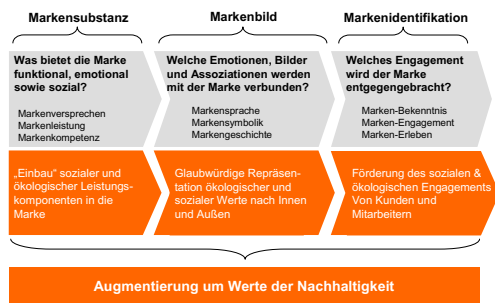 Markensubstanz
Markenbild
Markenidentifikation
Was bietet die Marke
funktional, emotional
sowie sozial?
Markenversprechen
Markenleistung
Markenkompetenz
Welche Emotionen, Bilder
und Assoziationen werden
mit der Marke verbunden?
Markensprache
Markensymbolik
Markengeschichte
Welches Engagement
wird der Marke
entgegengebracht?
Marken-Bekenntnis
Marken-Engagement
Marken-Erleben
„Einbau“ sozialer und
ökologischer Leistungs-
komponenten in die
Marke
Glaubwürdige Repräsen-
tation ökologischer und
sozialer Werte nach Innen
und Außen
Förderung des sozialen &
ökologischen Engagements
Von Kunden und
Mitarbeitern
Augmentierung um Werte der Nachhaltigkeit